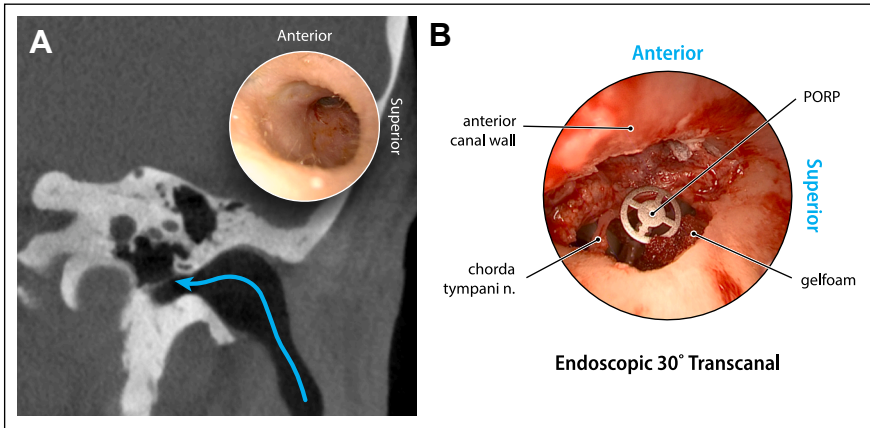 A
Anterior
Superior
B
Anterior
PORP
anterior
canal wall
Superior
chorda
tympani n.
gelfoam
Endoscopic 30˚ Transcanal